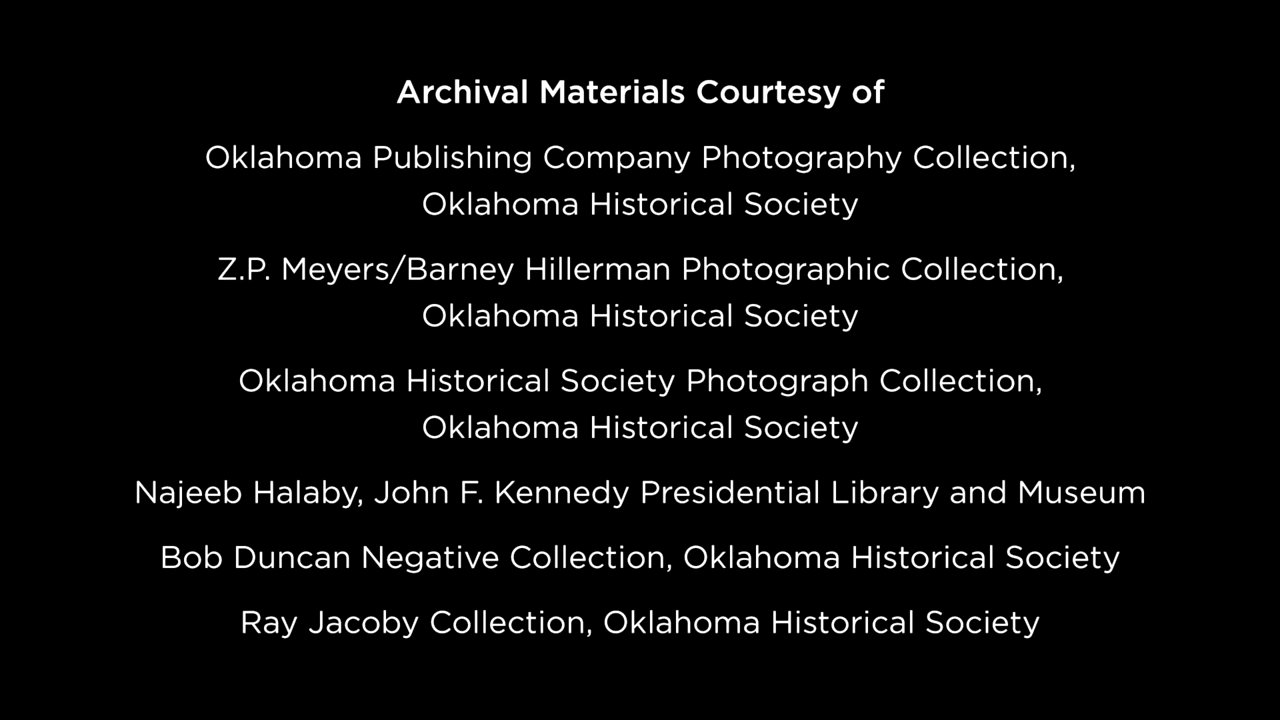 Archival Materials Courtesy of
Oklahoma Publishing Company Photography Collection,
Oklahoma Historical Society
Z.P. Meyers/Barney Hillerman Photographic Collection,
Oklahoma Historical Society
Oklahoma Historical Society Photograph Collection,
Oklahoma Historical Society
Najeeb Halaby, John F. Kennedy Presidential Library and Museum
Bob Duncan Negative Collection, Oklahoma Historical Society
Ray Jacoby Collection, Oklahoma Historical Society